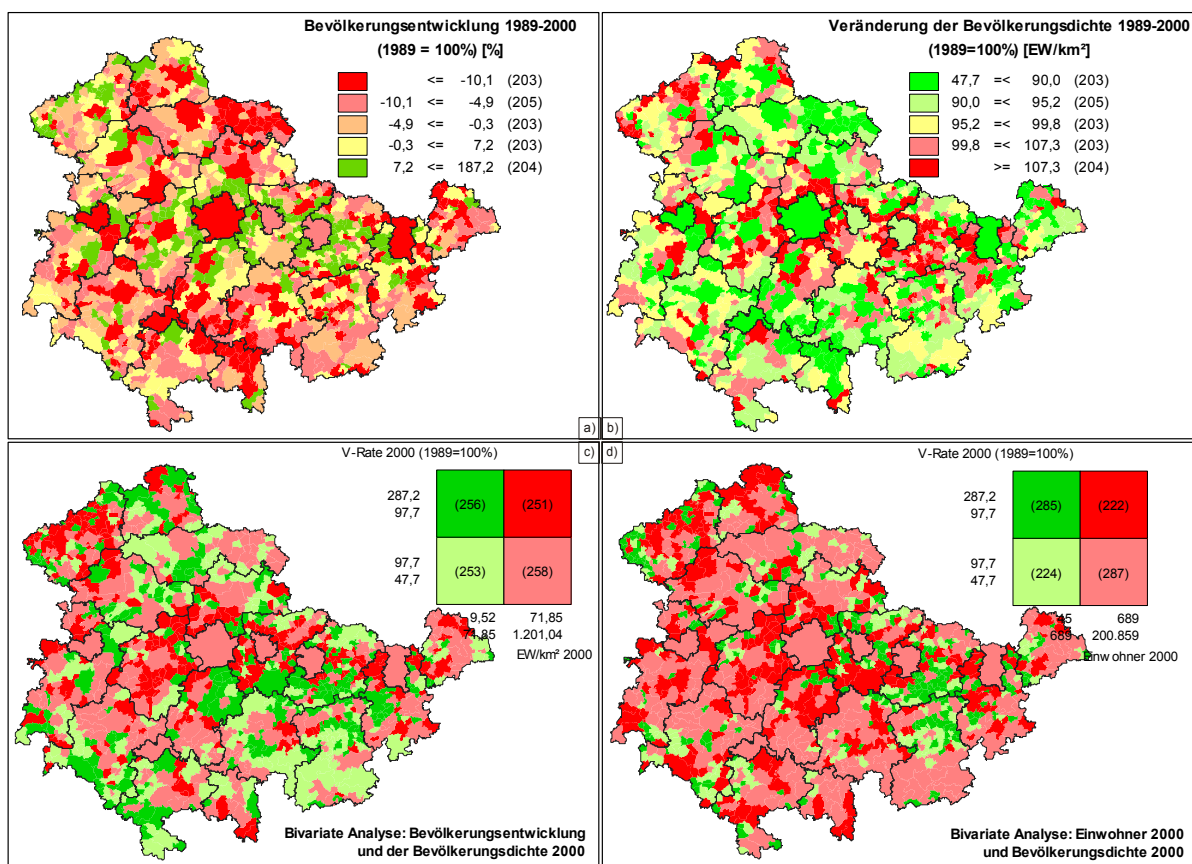 Bevölkerungsentwicklung 1989-2000
(1989 = 100%) [%]
<= -10,1 (203)
-10,1 <= -4,9 (205)
-4,9 <= -0,3 (203)
-0,3 <= 7,2 (203)
7,2 <= 187,2 (204)
a)
Veränderung der Bevölkerungsdichte 1989-2000
(1989=100%) [EW/km²]
47,7 =< 90,0 (203)
90,0 =< 95,2 (205)
95,2 =< 99,8 (203)
99,8 =< 107,3 (203)
>= 107,3 (204)
b)
c)
V-Rate 2000 (1989=100%)
287,2
97,7
(256) (251)
97,7
47,7
(253) (258)
9,52 71,85
71,85 1.201,04
EW/km² 2000
Bivariate Analyse: Bevölkerungsentwicklung
und der Bevölkerungsdichte 2000
d)
V-Rate 2000 (1989=100%)
287,2
97,7
(285) (222)
97,7
47,7
(224) (287)
45 689
689 200.859
Einwohner 2000
Bivariate Analyse: Einwohner 2000
und Bevölkerungsdichte 2000